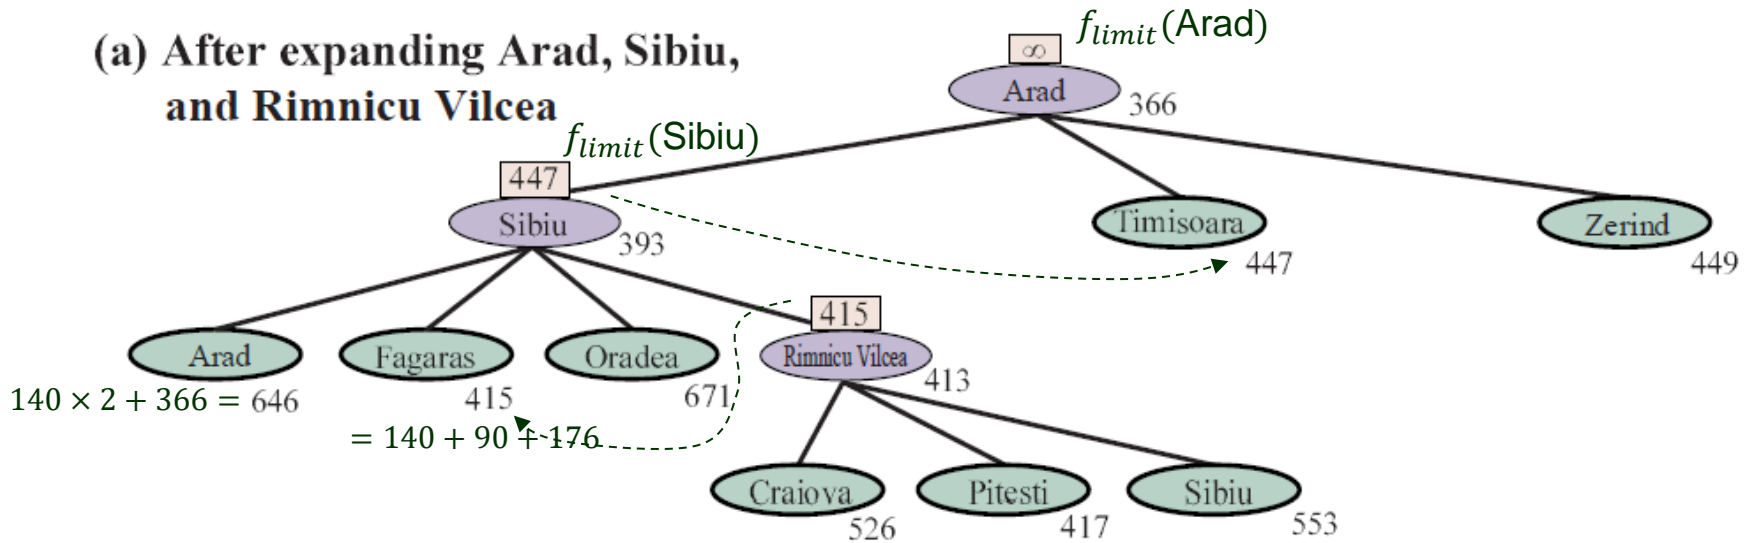 (a) After expanding Arad, Sibiu,
and Rimnicu Vilcea
f_limit(Arad)
∞
Arad
366
f_limit(Sibiu)
447
Sibiu
393
Timisoara
447
Zerind
449
Arad
140 × 2 + 366 = 646
Fagaras
415
= 140 + 90 + 176
Oradea
671
415
Rimnicu Vilcea
413
Craiova
526
Pitesti
417
Sibiu
553